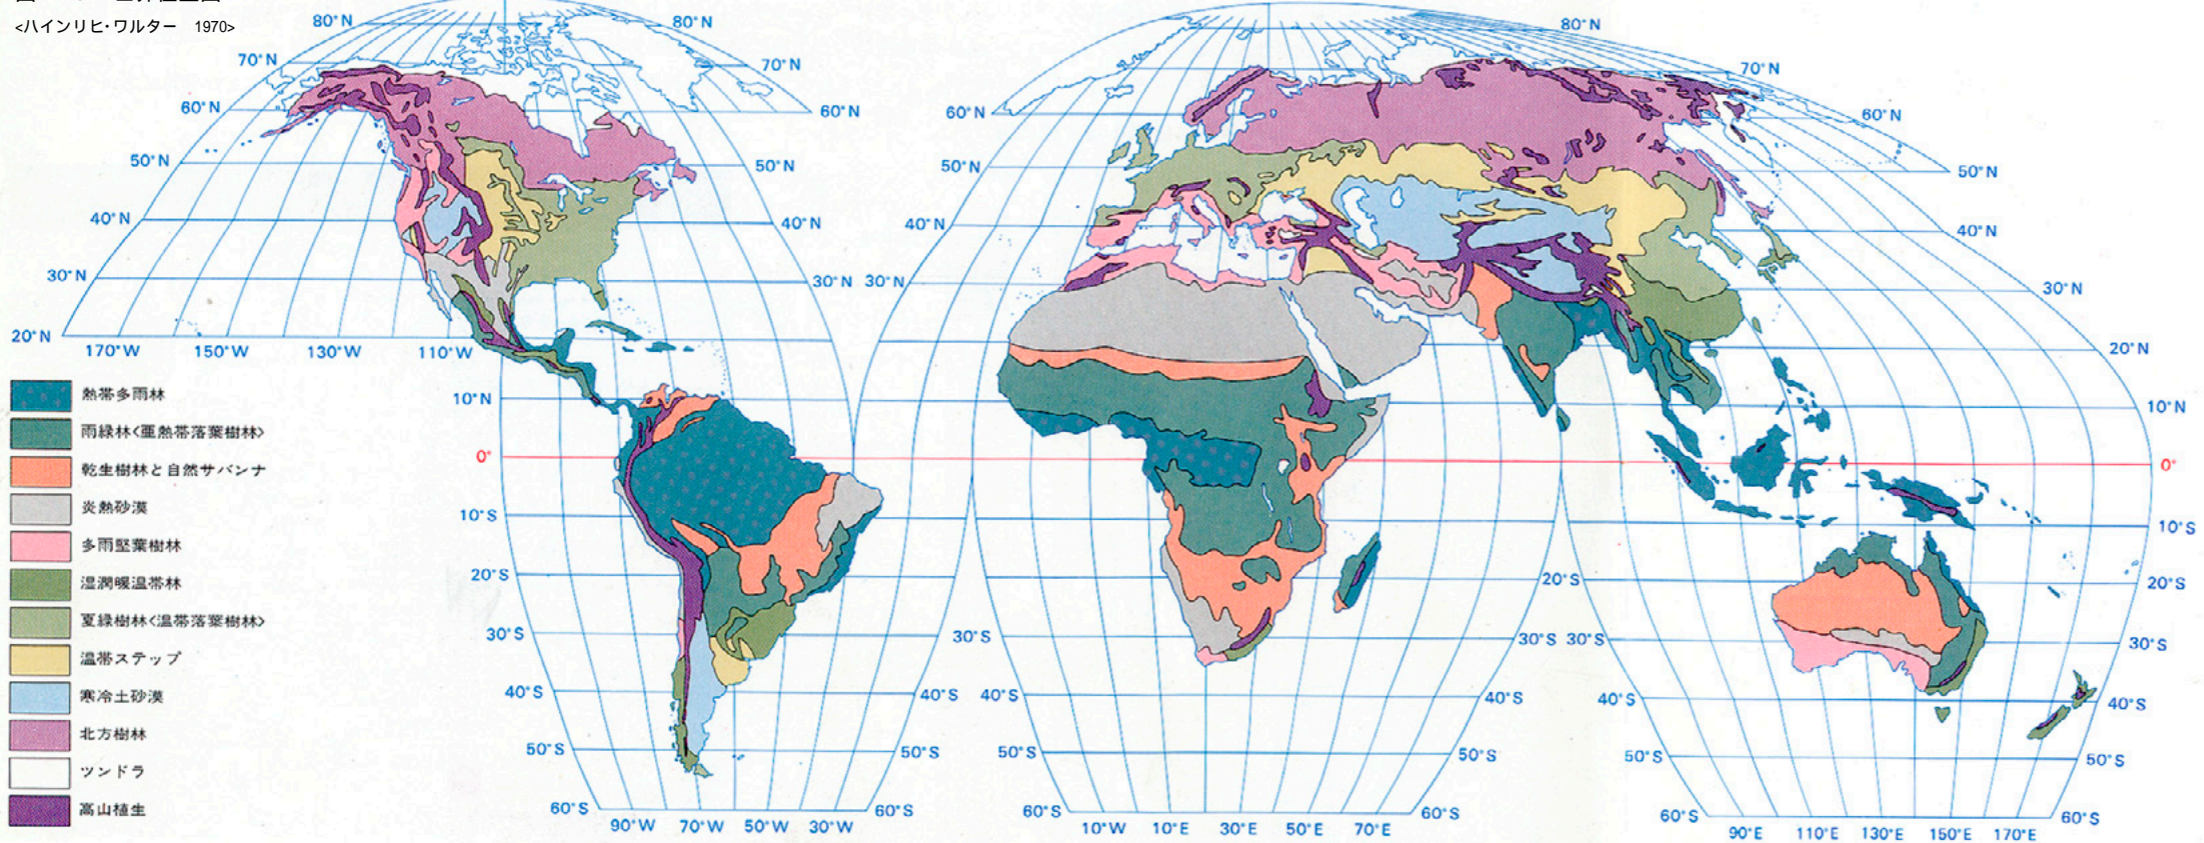 <ハインリヒ・ワルター 1970>
80°N
80°N
80°N
70°N
70°N
70°N
60°N
60°N
60°N
60°N
50°N
50°N
50°N
50°N
40°N
40°N
40°N
40°N
30°N
30°N
30°N
30°N
20°N
170°W
150°W
130°W
110°W
20°N
10°N
10°N
0°
0°
10°S
10°S
20°S
20°S
20°S
30°S
30°S
30°S
30°S
30°S
40°S
40°S
40°S
40°S
40°S
40°S
50°S
50°S
50°S
50°S
50°S
50°S
60°S
60°S
60°S
60°S
60°S
60°S
90°W
70°W
50°W
30°W
10°W
10°E
30°E
50°E
70°E
90°E
110°E
130°E
150°E
170°E
熱帯多雨林
雨緑林<亜熱帯落葉樹林>
乾生樹林と自然サバンナ
炎熱砂漠
多雨堅葉樹林
湿潤暖温帯林
夏緑樹林<温帯落葉樹林>
温帯ステップ
寒冷土砂漠
北方樹林
ツンドラ
高山植生